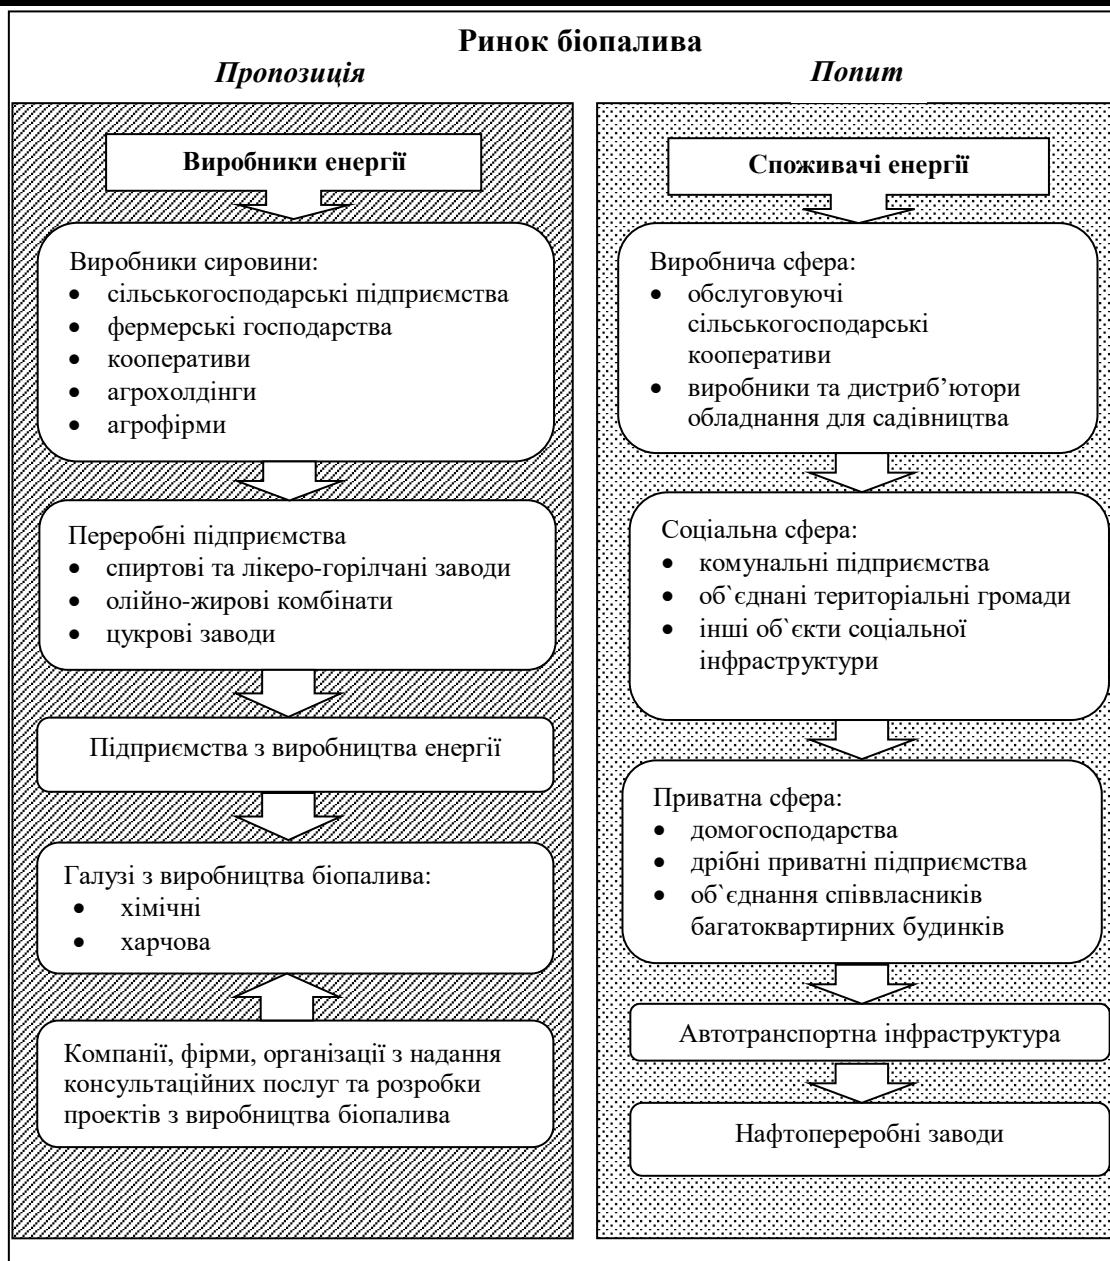 Ринок біопалива
Пропозиція
Попит
Виробники енергії
Виробники сировини:
• сільськогосподарські підприємства
• фермерські господарства
• кооперативи
• агрохолдінги
• агрофірми
Переробні підприємства
• спиртові та лікеро-горілчані заводи
• олійно-жирові комбінати
• цукрові заводи
Підприємства з виробництва енергії
Галузі з виробництва біопалива:
• хімічні
• харчова
Компанії, фірми, організації з надання
консультаційних послуг та розробки
проектів з виробництва біопалива
Споживачі енергії
Виробнича сфера:
• обслуговуючі
сільськогосподарські
кооперативи
• виробники та дистриб’ютори
обладнання для садівництва
Соціальна сфера:
• комунальні підприємства
• об`єднані територіальні громади
• інші об`єкти соціальної
інфраструктури
Приватна сфера:
• домогосподарства
• дрібні приватні підприємства
• об`єднання співвласників
багатоквартирних будинків
Автотранспортна інфраструктура
Нафтопереробні заводи